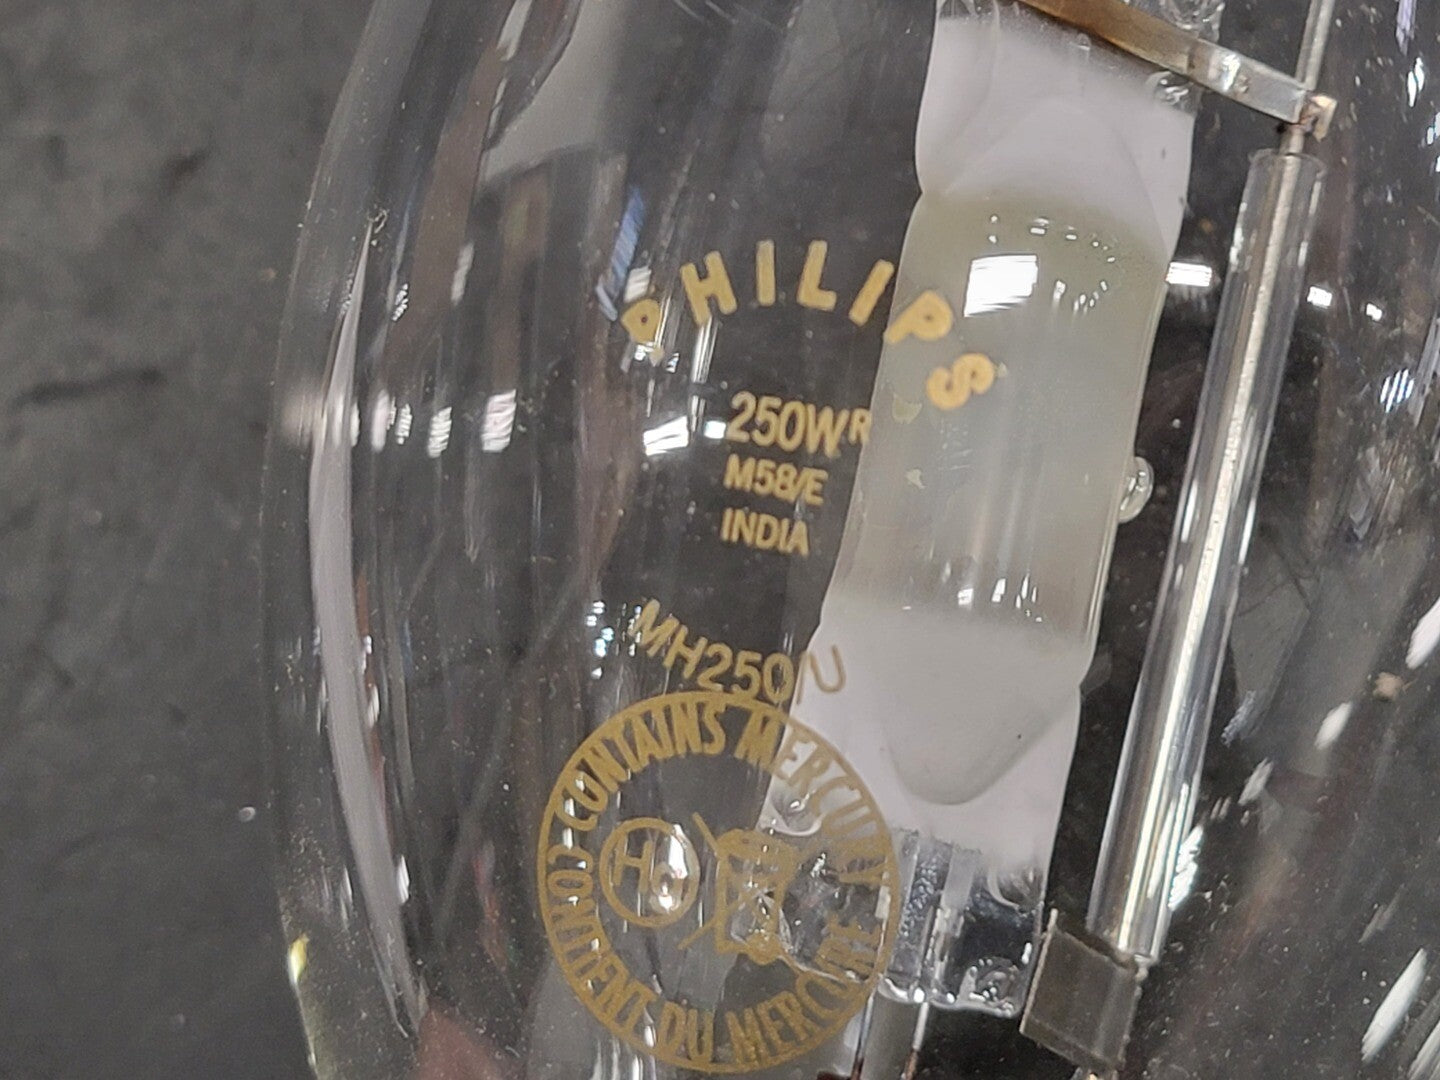 PHILIPS
250W R
M58/E
INDIA
MH250/U
CONTAINS MERCURY
Hg
CONTIENT DU MERCURE